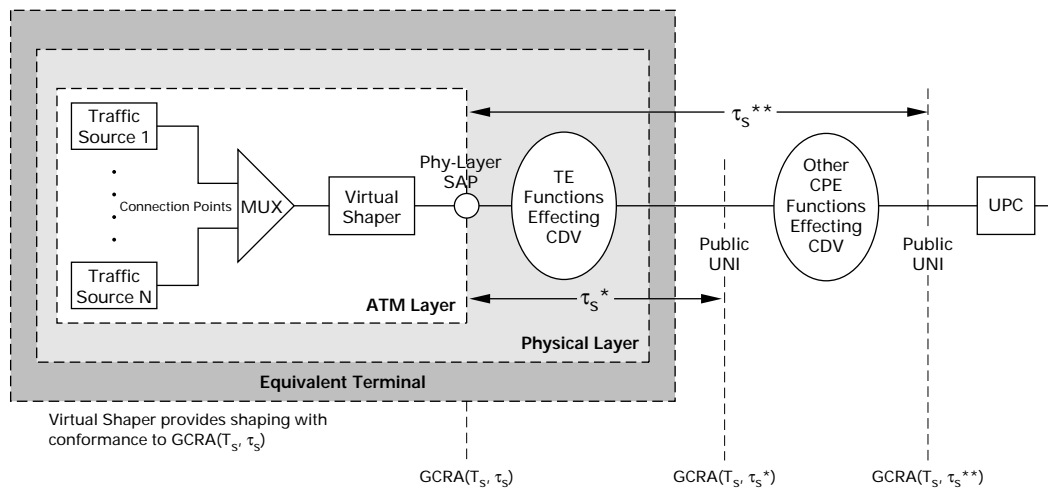 Traffic
Source 1
Connection Points
Traffic
Source N
MUX
Virtual
Shaper
Phy-Layer
SAP
TE
Functions
Effecting
CDV
τs**
Other
CPE
Functions
Effecting
CDV
UPC
Public
UNI
Public
UNI
τs*
ATM Layer
Physical Layer
Equivalent Terminal
Virtual Shaper provides shaping with
conformance to GCRA(Ts, τs)
GCRA(Ts, τs)
GCRA(Ts, τs*)
GCRA(Ts, τs**)